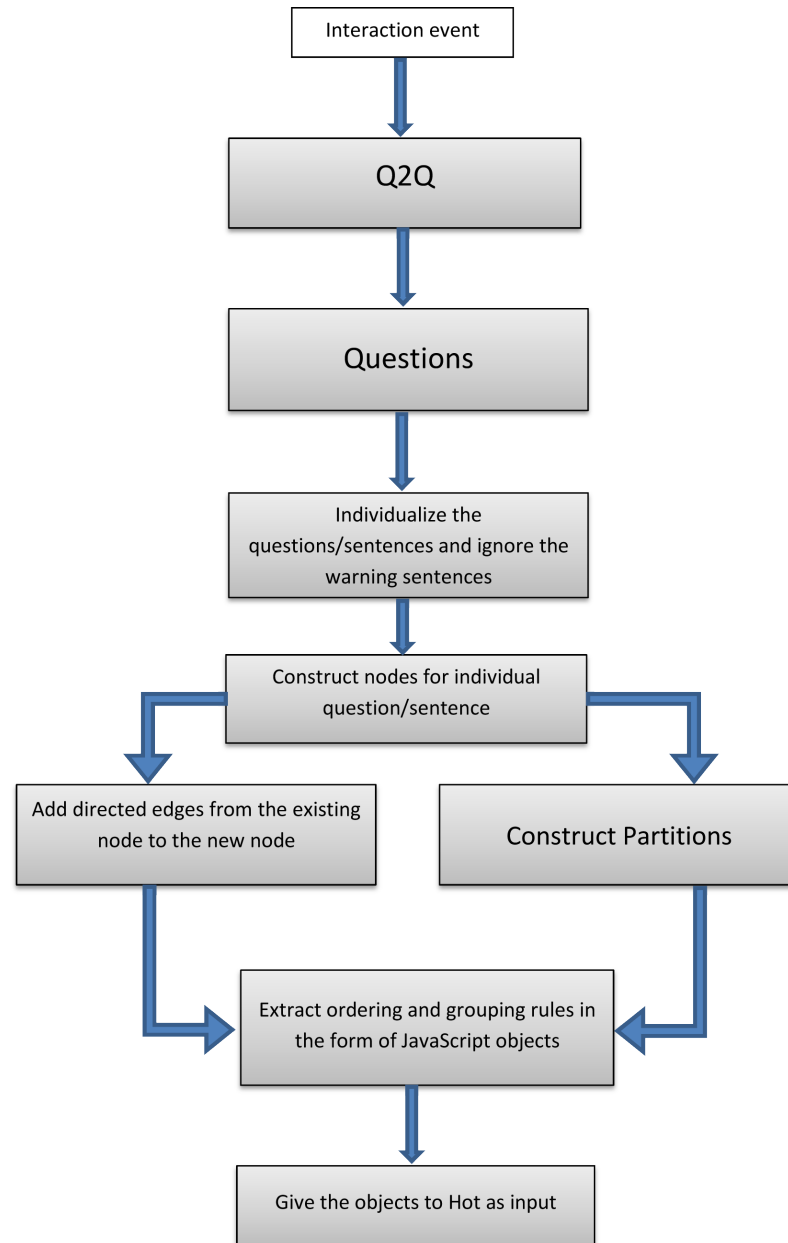 Interaction event
Q2Q
Questions
Individualize the
questions/sentences and ignore the
warning sentences
Construct nodes for individual
question/sentence
Add directed edges from the existing
node to the new node
Construct Partitions
Extract ordering and grouping rules in
the form of JavaScript objects
Give the objects to Hot as input